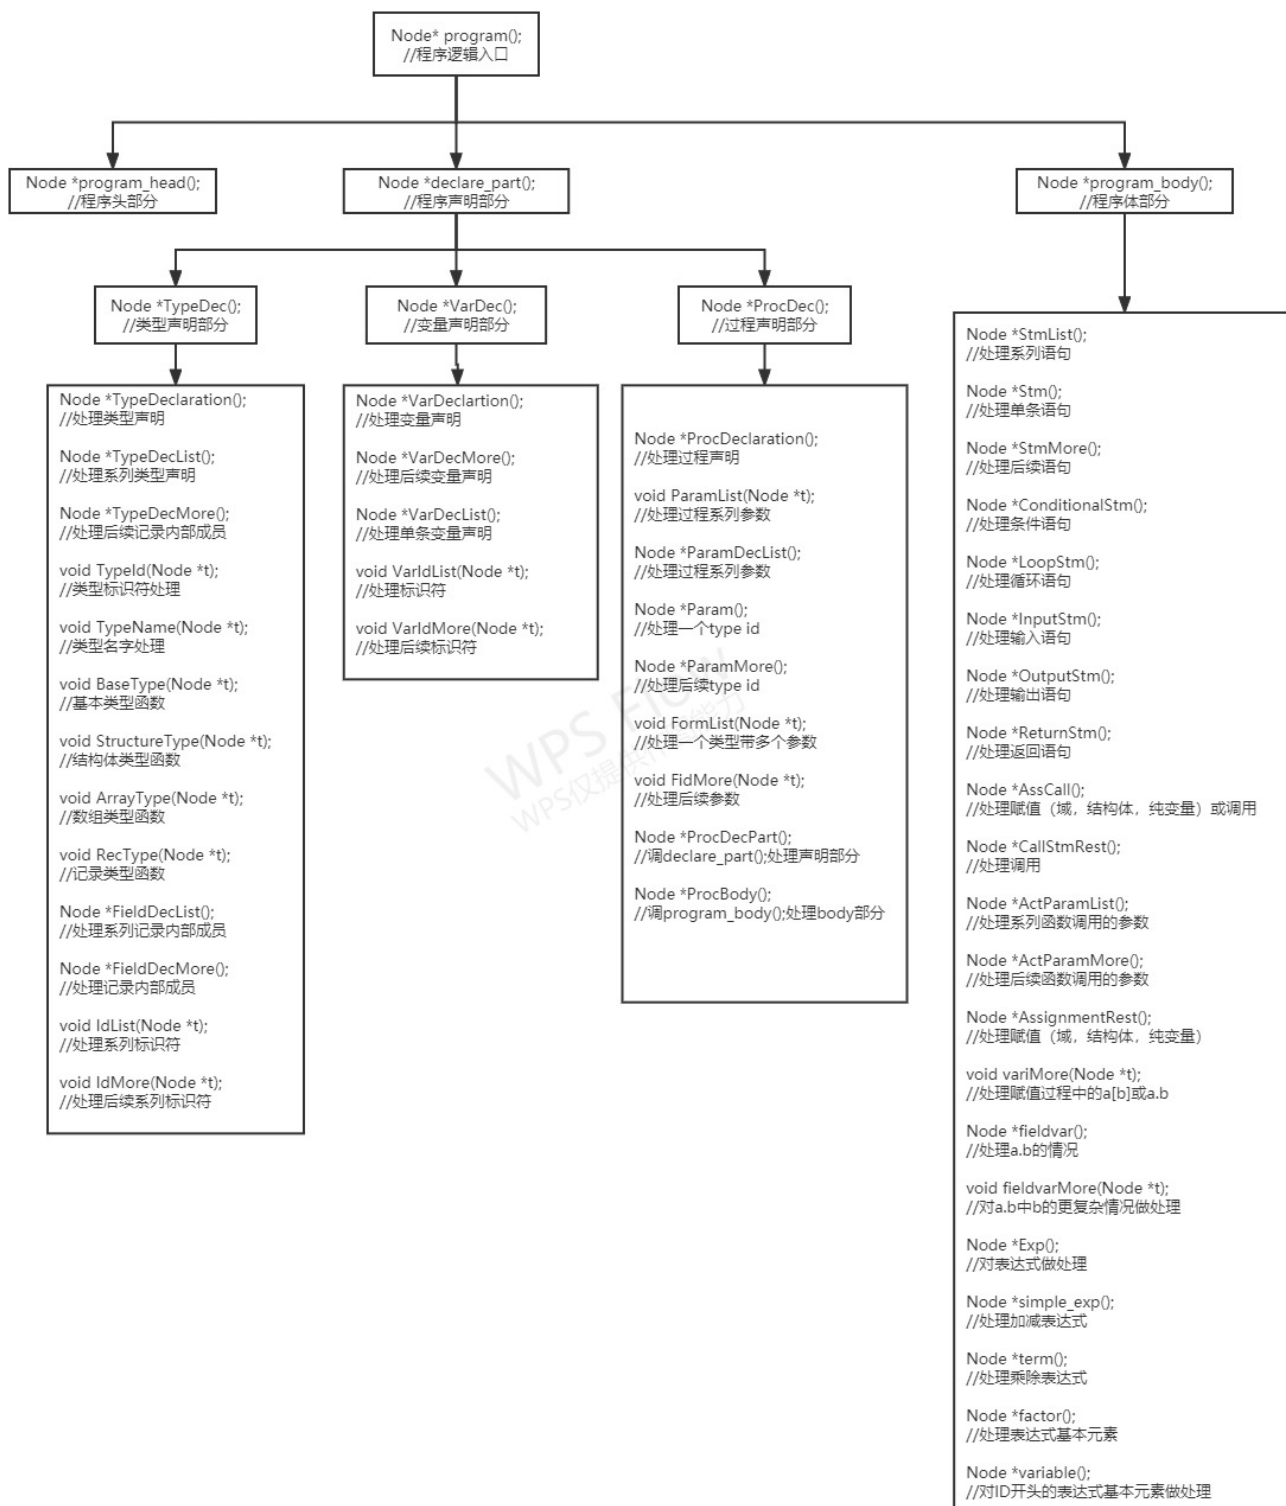 Node* program();
//程序逻辑入口
Node *program_head();
//程序头部分
Node *declare_part();
//程序声明部分
Node *program_body();
//程序体部分
Node *TypeDec();
//类型声明部分
Node *VarDec();
//变量声明部分
Node *ProcDec();
//过程声明部分
Node *TypeDeclaration();
//处理类型声明
Node *TypeDecList();
//处理系列类型声明
Node *TypeDecMore();
//处理后续记录内部成员
void TypeId(Node *t);
//类型标识符处理
void TypeName(Node *t);
//类型名字处理
void BaseType(Node *t);
//基本类型函数
void StructureType(Node *t);
//结构体类型函数
void ArrayType(Node *t);
//数组类型函数
void RecType(Node *t);
//记录类型函数
Node *FieldDecList();
//处理系列记录内部成员
Node *FieldDecMore();
//处理记录内部成员
void IdList(Node *t);
//处理系列标识符
void IdMore(Node *t);
//处理后续系列标识符
Node *VarDeclartion();
//处理变量声明
Node *VarDecMore();
//处理后续变量声明
Node *VarDecList();
//处理单条变量声明
void VarIdList(Node *t);
//处理标识符
void VarIdMore(Node *t);
//处理后续标识符
Node *ProcDeclaration();
//处理过程声明
void ParamList(Node *t);
//处理过程系列参数
Node *ParamDecList();
//处理过程系列参数
Node *Param();
//处理一个type id
Node *ParamMore();
//处理后续type id
void FormList(Node *t);
//处理一个类型带多个参数
void FidMore(Node *t);
//处理后续参数
Node *ProcDecPart();
//调declare_part();处理声明部分
Node *ProcBody();
//调program_body();处理body部分
Node *StmList();
//处理系列语句
Node *Stm();
//处理单条语句
Node *StmMore();
//处理后续语句
Node *ConditionalStm();
//处理条件语句
Node *LoopStm();
//处理循环语句
Node *InputStm();
//处理输入语句
Node *OutputStm();
//处理输出语句
Node *ReturnStm();
//处理返回语句
Node *AssCall();
//处理赋值（域，结构体，纯变量）或调用
Node *CallStmRest();
//处理调用
Node *ActParamList();
//处理系列函数调用的参数
Node *ActParamMore();
//处理后续函数调用的参数
Node *AssignmentRest();
//处理赋值（域，结构体，纯变量）
void variMore(Node *t);
//处理赋值过程中的a[b]或a.b
Node *fieldvar();
//处理a.b的情况
void fieldvarMore(Node *t);
//对a.b中b的更复杂情况做处理
Node *Exp();
//对表达式做处理
Node *simple_exp();
//处理加减表达式
Node *term();
//处理乘除表达式
Node *factor();
//处理表达式基本元素
Node *variable();
//对ID开头的表达式基本元素做处理
WPS Flow
WPS仅提供
能力